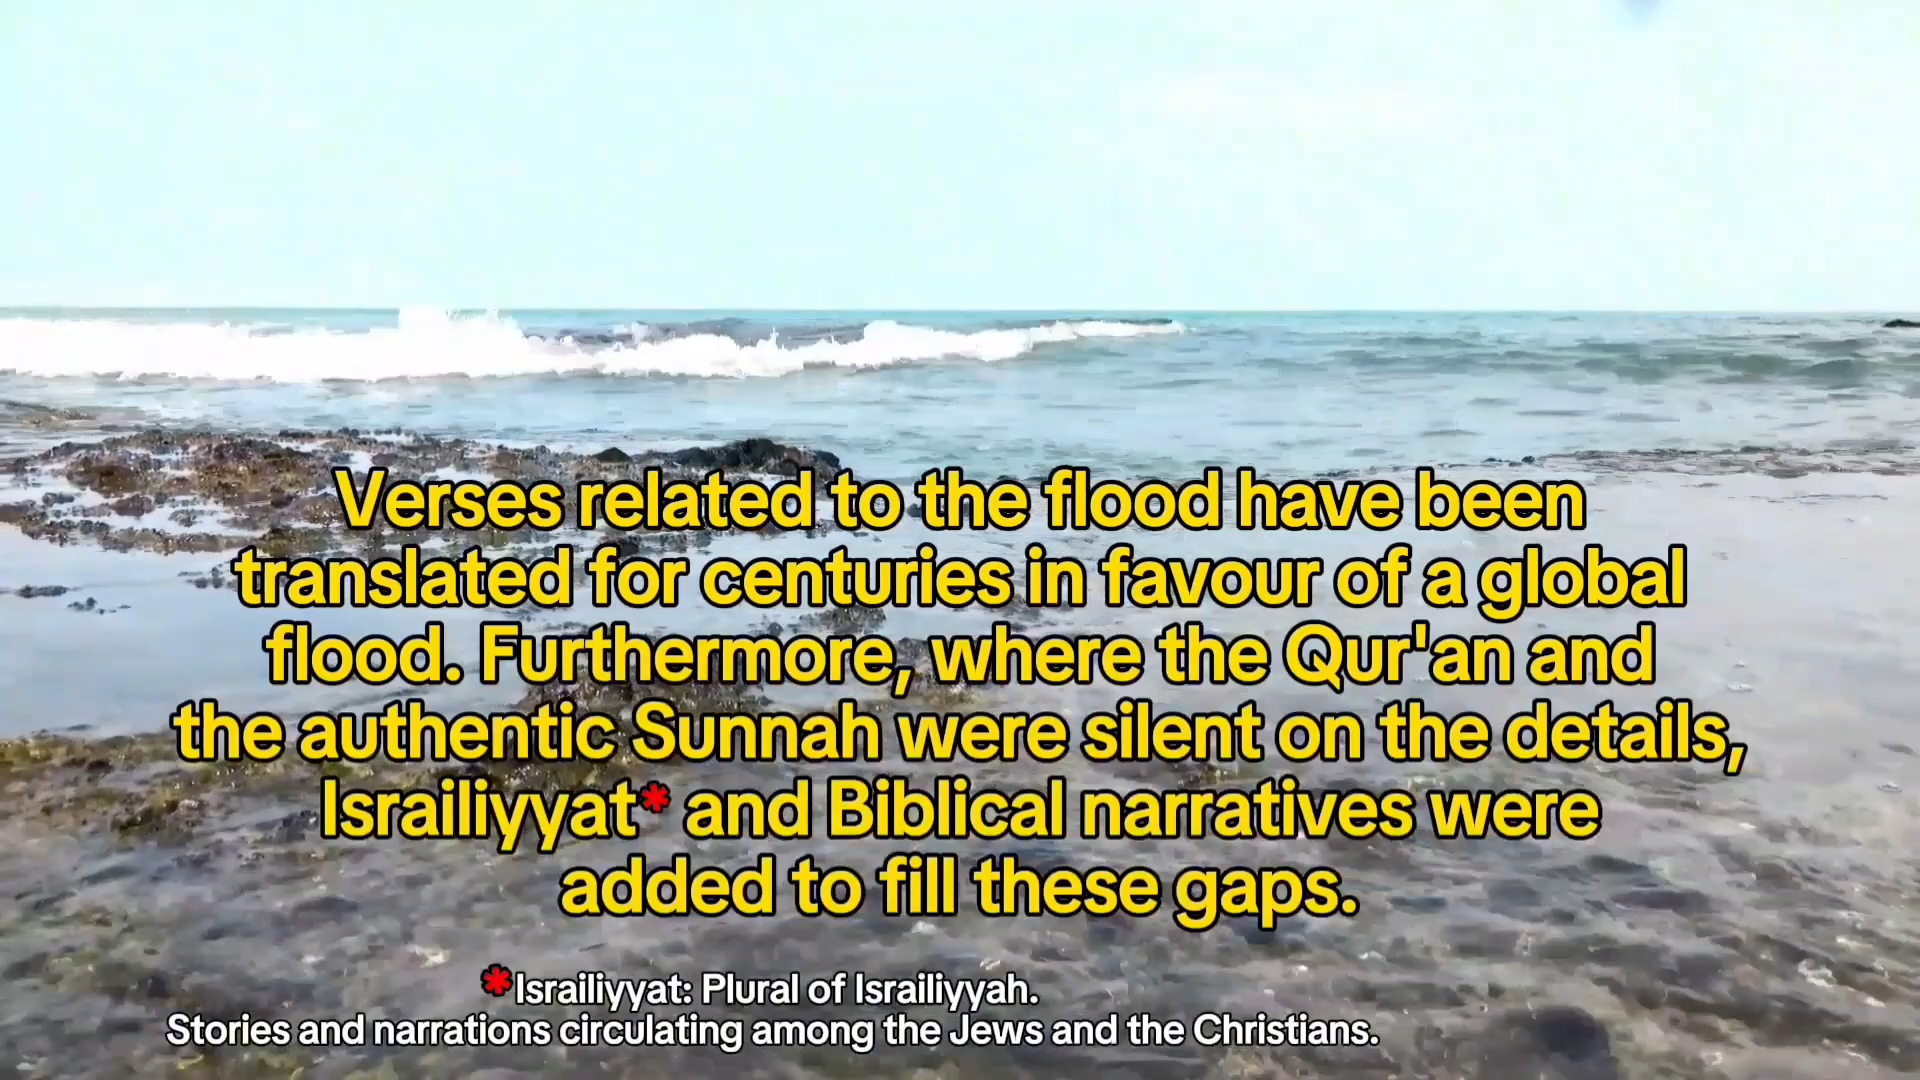 Verses related to the flood have been
translated for centuries in favour of a global
flood. Furthermore, where the Qur'an and
the authentic Sunnah were silent on the details,
Israiliyyat* and Biblical narratives were
added to fill these gaps.
*Israiliyyat: Plural of Israiliyyah.
Stories and narrations circulating among the Jews and the Christians.